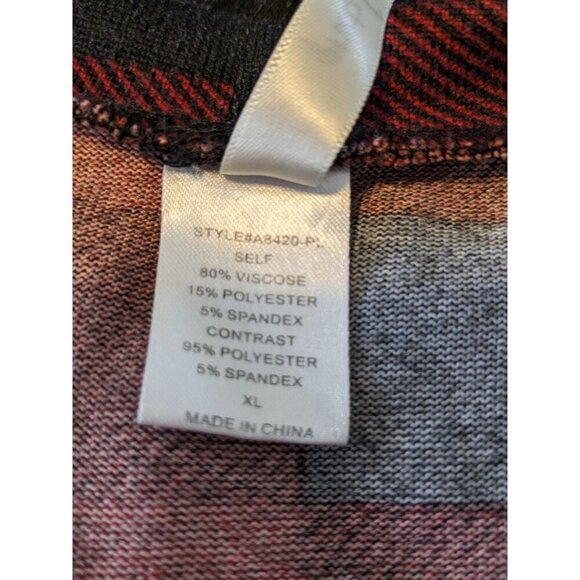 STYLE#A8420-PL
SELF
80% VISCOSE
15% POLYESTER
5% SPANDEX
CONTRAST
95% POLYESTER
5% SPANDEX
XL
MADE IN CHINA